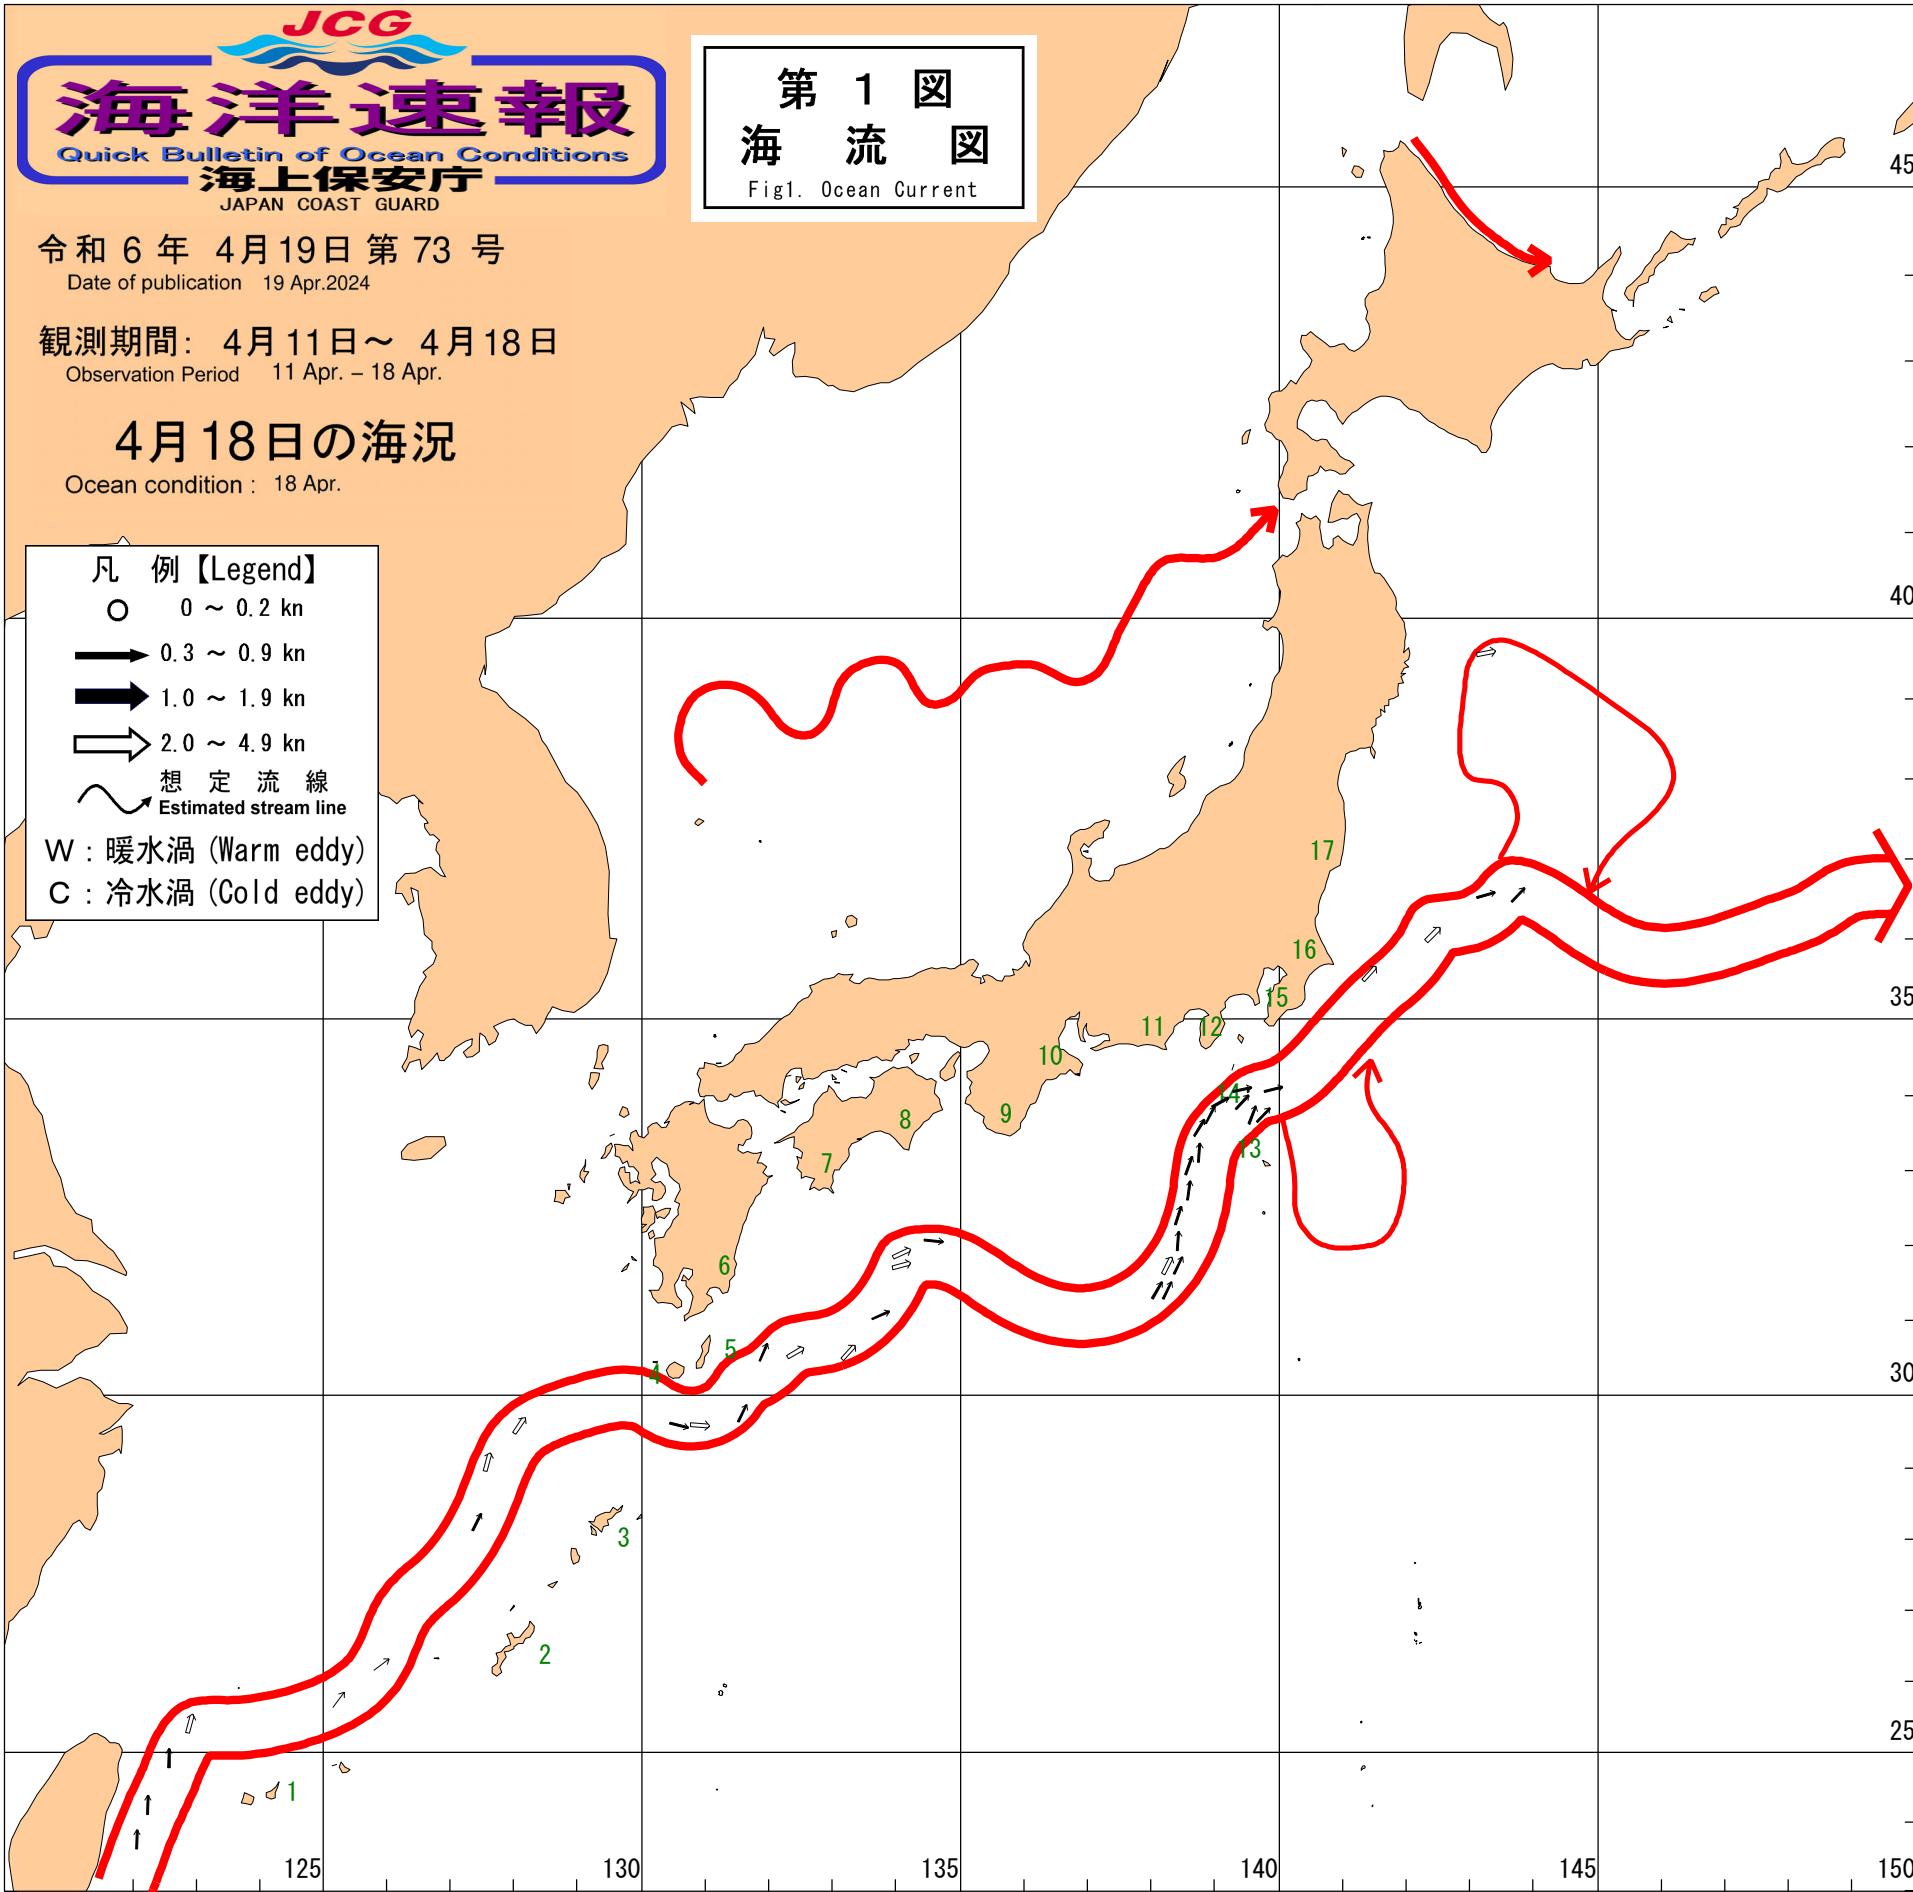 JCG
海洋速報
Quick Bulletin of Ocean Conditions
海上保安庁
JAPAN COAST GUARD
第 1 図
海 流 図
Fig1. Ocean Current
令和 6 年 4月19日 第 73 号
Date of publication 19 Apr.2024
観測期間: 4月11日~ 4月18日
Observation Period 11 Apr. – 18 Apr.
4月18日の海況
Ocean condition : 18 Apr.
凡 例【Legend】
0 ~ 0.2 kn
0.3 ~ 0.9 kn
1.0 ~ 1.9 kn
2.0 ~ 4.9 kn
想 定 流 線
Estimated stream line
W : 暖水渦 (Warm eddy)
C : 冷水渦 (Cold eddy)
45
40
35
30
25
17
16
15
14
13
12
11
10
9
8
7
6
5
4
3
2
1
125
130
135
140
145
150